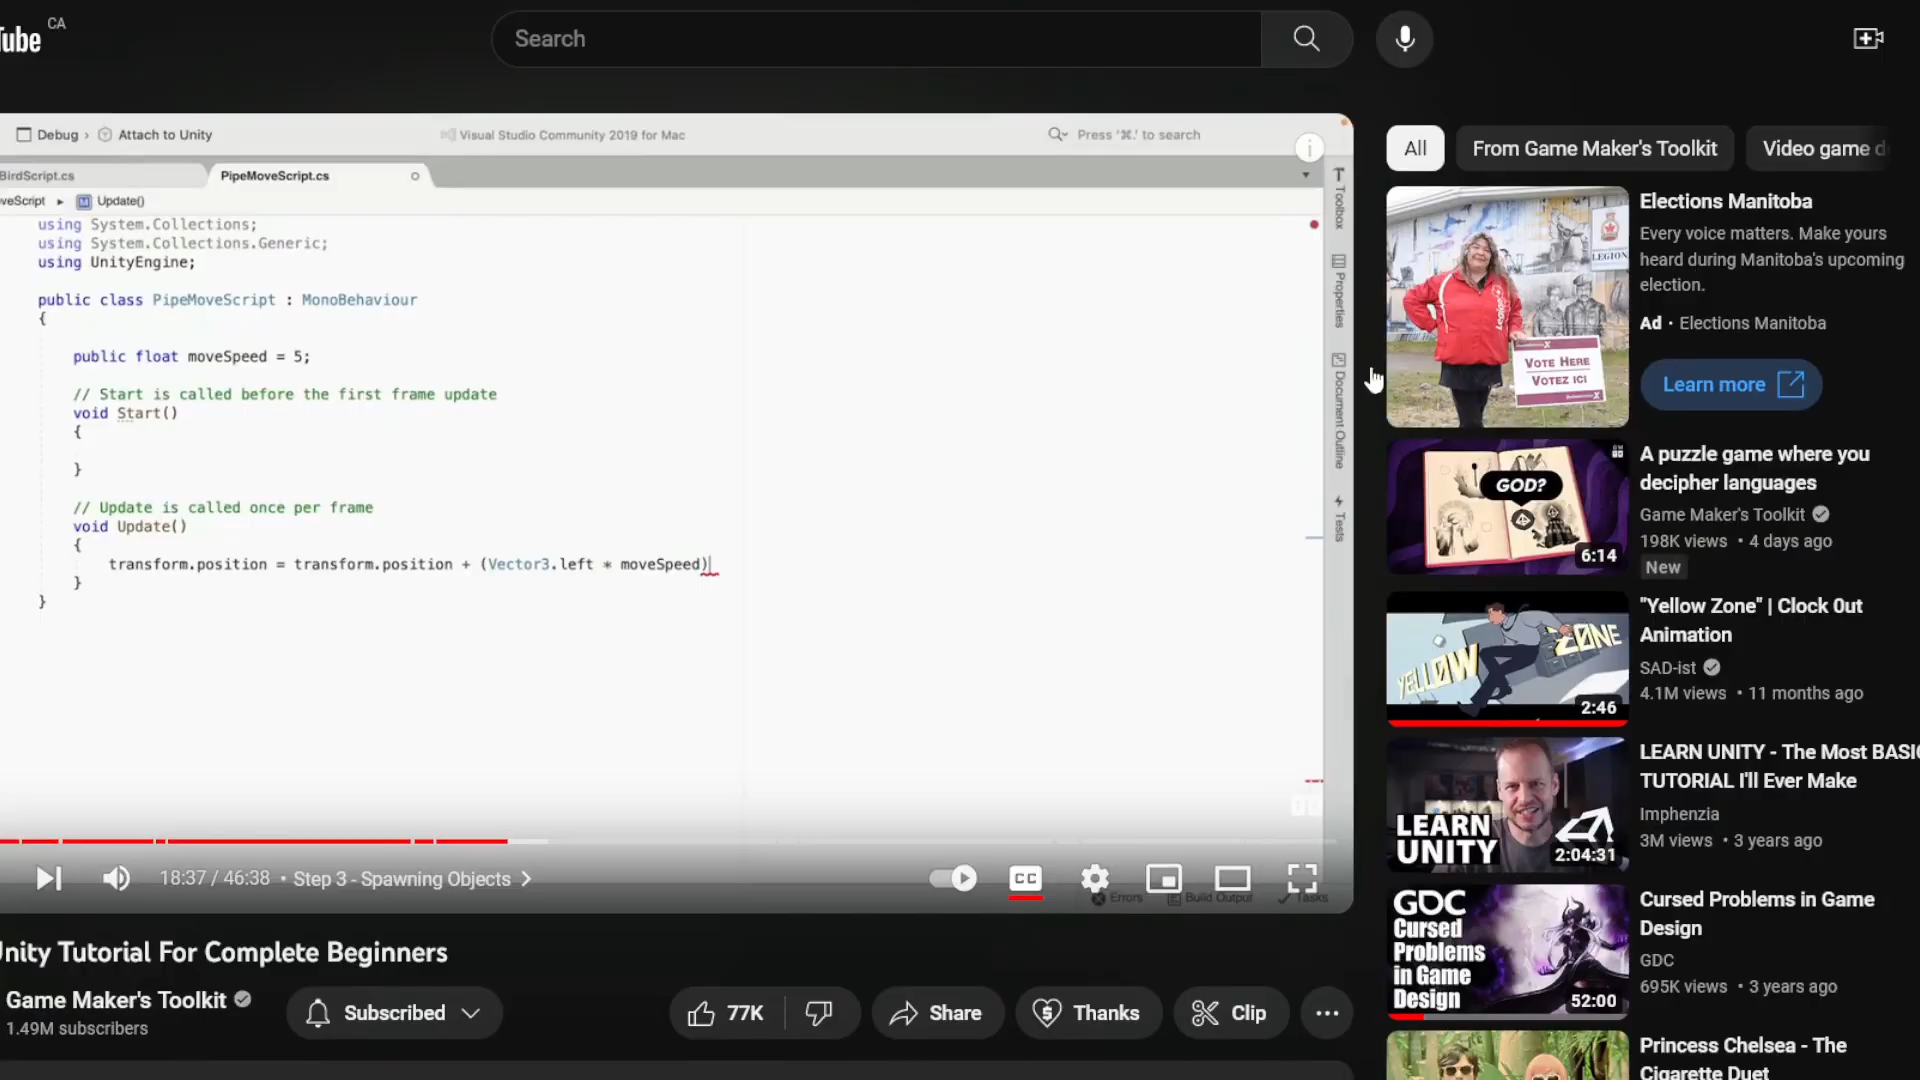 CA
Search
Debug › Attach to Unity
Visual Studio Community 2019 for Mac
Press '⌘.' to search
BirdScript.cs
PipeMoveScript.cs
Update()
using System.Collections;
using System.Collections.Generic;
using UnityEngine;
public class PipeMoveScript : MonoBehaviour
{
public float moveSpeed = 5;
// Start is called before the first frame update
void Start()
{
}
// Update is called once per frame
void Update()
{
transform.position = transform.position + (Vector3.left * moveSpeed)
}
}
Toolbox
Properties
Document Outline
Tests
Errors
Build Output
Tasks
18:37 / 46:38 • Step 3 - Spawning Objects
CC
Unity Tutorial For Complete Beginners
Game Maker's Toolkit
1.49M subscribers
Subscribed
77K
Share
Thanks
Clip
All
From Game Maker's Toolkit
Video game d
LEGION
Legion
VOTE HERE
VOTEZ ICI
Elections Manitoba
Every voice matters. Make yours
heard during Manitoba's upcoming
election.
Ad · Elections Manitoba
Learn more
GOD?
6:14
A puzzle game where you
decipher languages
Game Maker's Toolkit
198K views • 4 days ago
New
YELLOW
ZONE
2:46
"Yellow Zone" | Clock 0ut
Animation
SAD-ist
4.1M views • 11 months ago
LEARN
UNITY
2:04:31
LEARN UNITY - The Most BASIC
TUTORIAL I'll Ever Make
Imphenzia
3M views • 3 years ago
GDC
Cursed
Problems
in Game
Design
52:00
Cursed Problems in Game
Design
GDC
695K views • 3 years ago
Princess Chelsea - The
Cigarette Duet